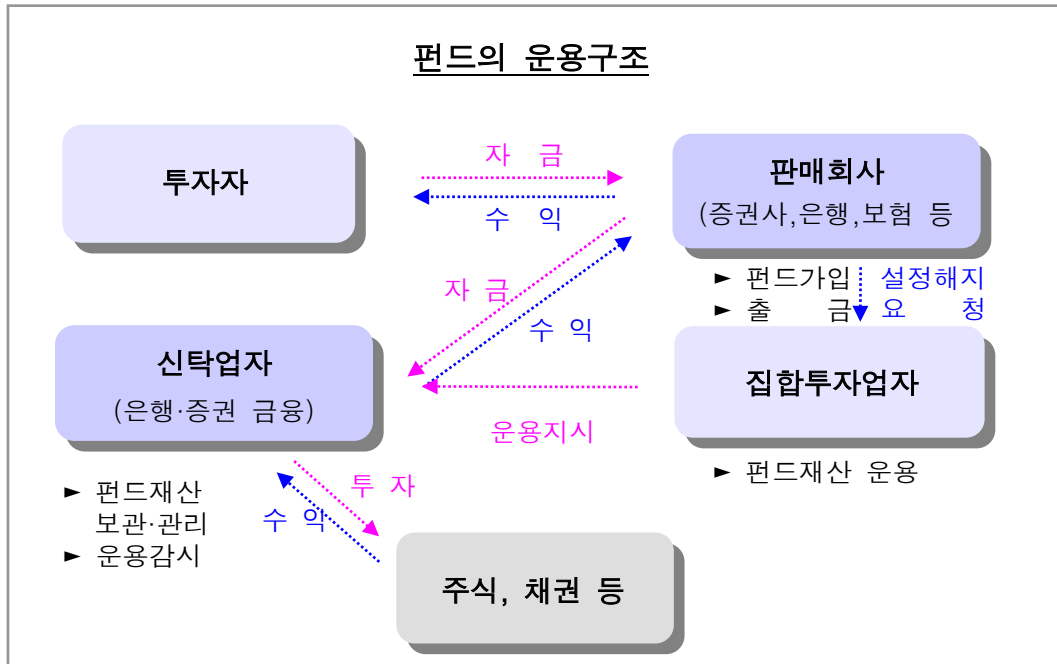 펀드의 운용구조
투자자
자 금
수 익
판매회사
(증권사,은행,보험 등
► 펀드가입
► 출 금
설정해지
요 청
자 금
수 익
신탁업자
(은행·증권 금융)
집합투자업자
운용지시
► 펀드재산 운용
► 펀드재산
보관·관리
► 운용감시
투 자
수 익
주식, 채권 등